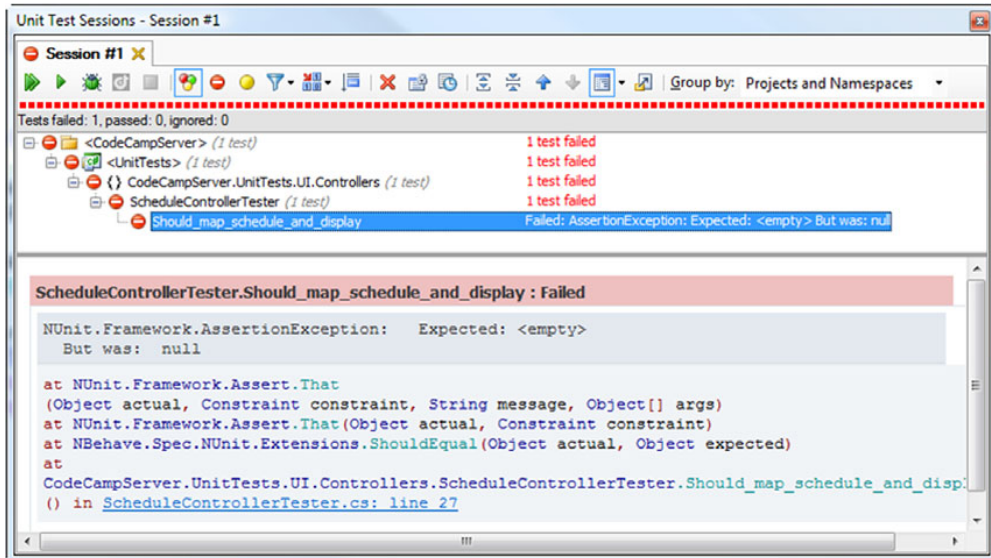 Unit Test Sessions - Session #1
Session #1
Group by: Projects and Namespaces
Tests failed: 1, passed: 0, ignored: 0
<CodeCampServer> (1 test) 1 test failed
<UnitTests> (1 test) 1 test failed
{} CodeCampServer.UnitTests.UI.Controllers (1 test) 1 test failed
ScheduleControllerTester (1 test) 1 test failed
Should_map_schedule_and_display Failed: AssertionException: Expected: <empty> But was: null
ScheduleControllerTester.Should_map_schedule_and_display : Failed
NUnit.Framework.AssertionException: Expected: <empty>
But was: null
at NUnit.Framework.Assert.That
(Object actual, Constraint constraint, String message, Object[] args)
at NUnit.Framework.Assert.That(Object actual, Constraint constraint)
at NBehave.Spec.NUnit.Extensions.ShouldEqual(Object actual, Object expected)
at
CodeCampServer.UnitTests.UI.Controllers.ScheduleControllerTester.Should_map_schedule_and_displ
() in ScheduleControllerTester.cs: line 27